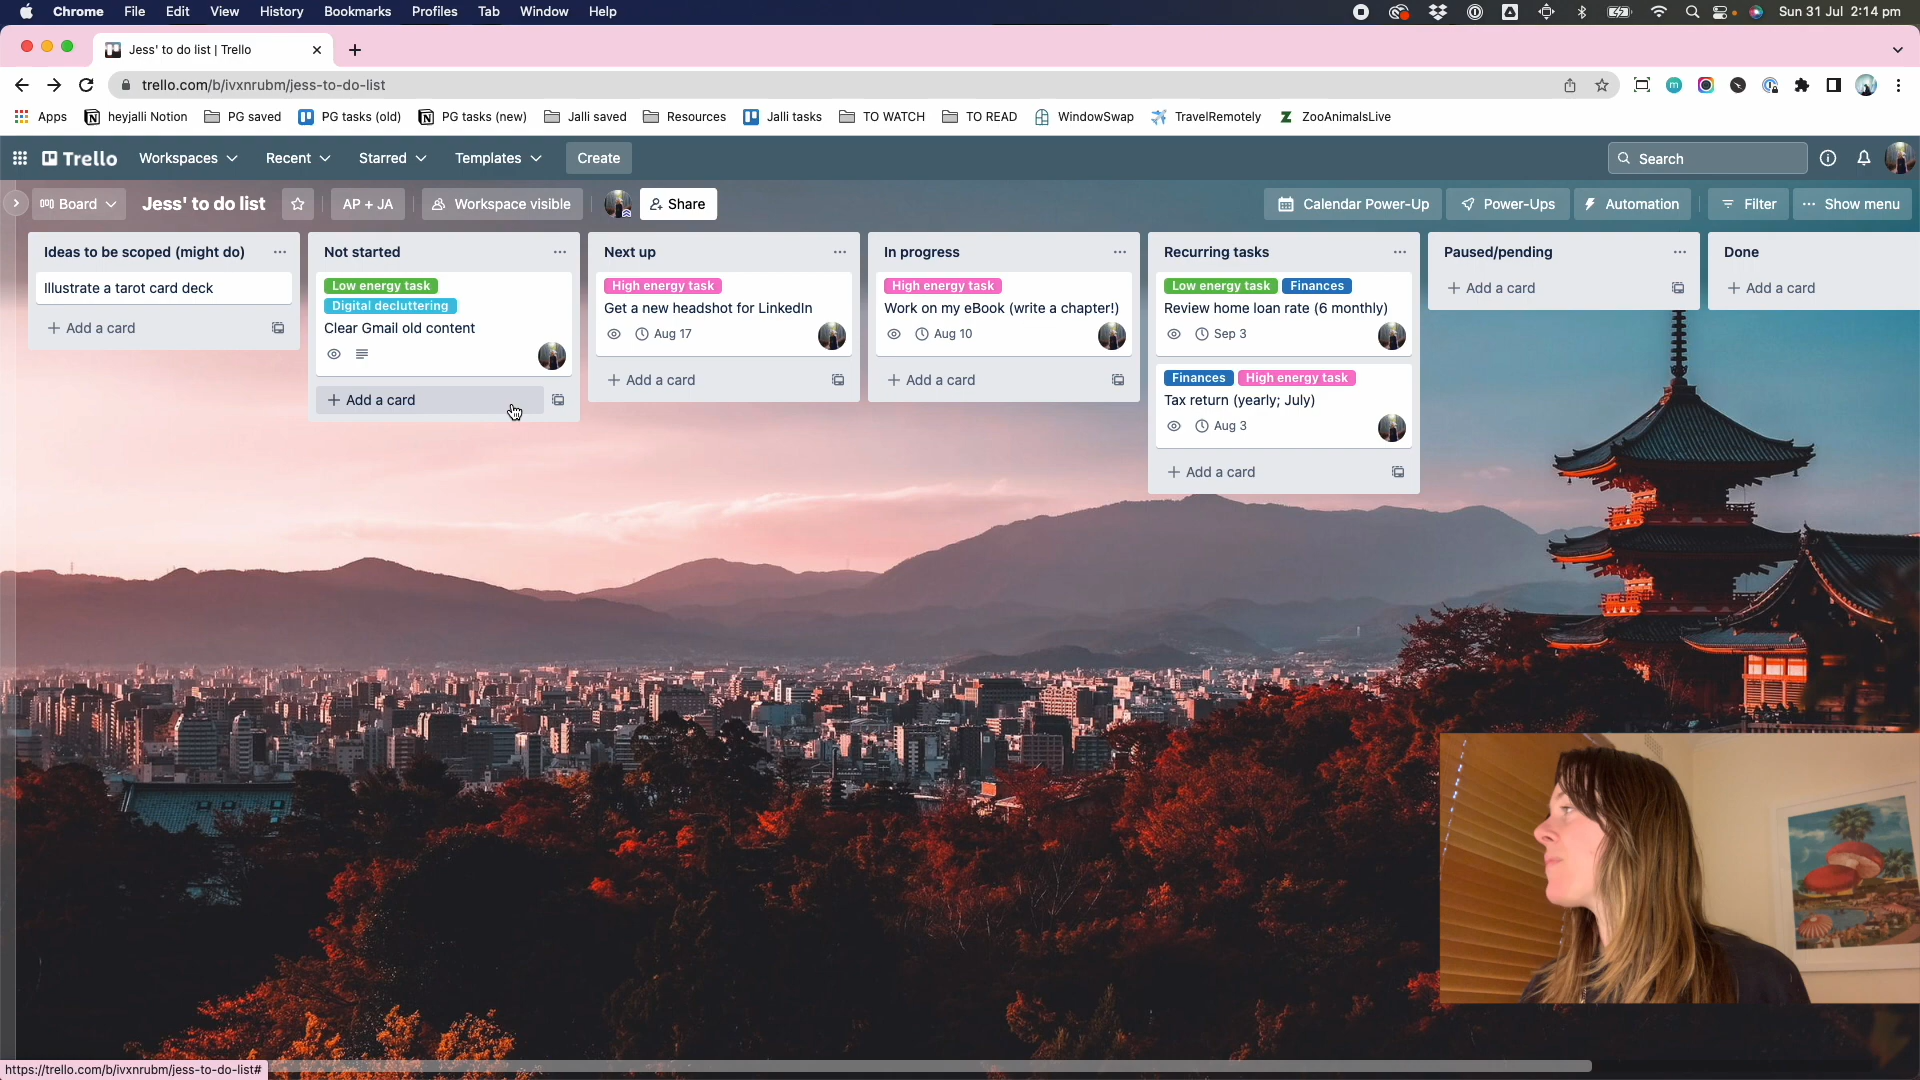 Chrome File Edit View History Bookmarks Profiles Tab Window Help Sun 31 Jul 2:14 pm
Jess' to do list | Trello
trello.com/b/ivxnrubm/jess-to-do-list
Apps heyjalli Notion PG saved PG tasks (old) PG tasks (new) Jalli saved Resources Jalli tasks TO WATCH TO READ WindowSwap TravelRemotely ZooAnimalsLive
Trello Workspaces Recent Starred Templates Create Search
Board Jess' to do list AP + JA Workspace visible Share Calendar Power-Up Power-Ups Automation Filter Show menu
Ideas to be scoped (might do)
Illustrate a tarot card deck
+ Add a card
Not started
Low energy task
Digital decluttering
Clear Gmail old content
+ Add a card
Next up
High energy task
Get a new headshot for LinkedIn
Aug 17
+ Add a card
In progress
High energy task
Work on my eBook (write a chapter!)
Aug 10
+ Add a card
Recurring tasks
Low energy task Finances
Review home loan rate (6 monthly)
Sep 3
Finances High energy task
Tax return (yearly; July)
Aug 3
+ Add a card
Paused/pending
+ Add a card
Done
+ Add a card
https://trello.com/b/ivxnrubm/jess-to-do-list#